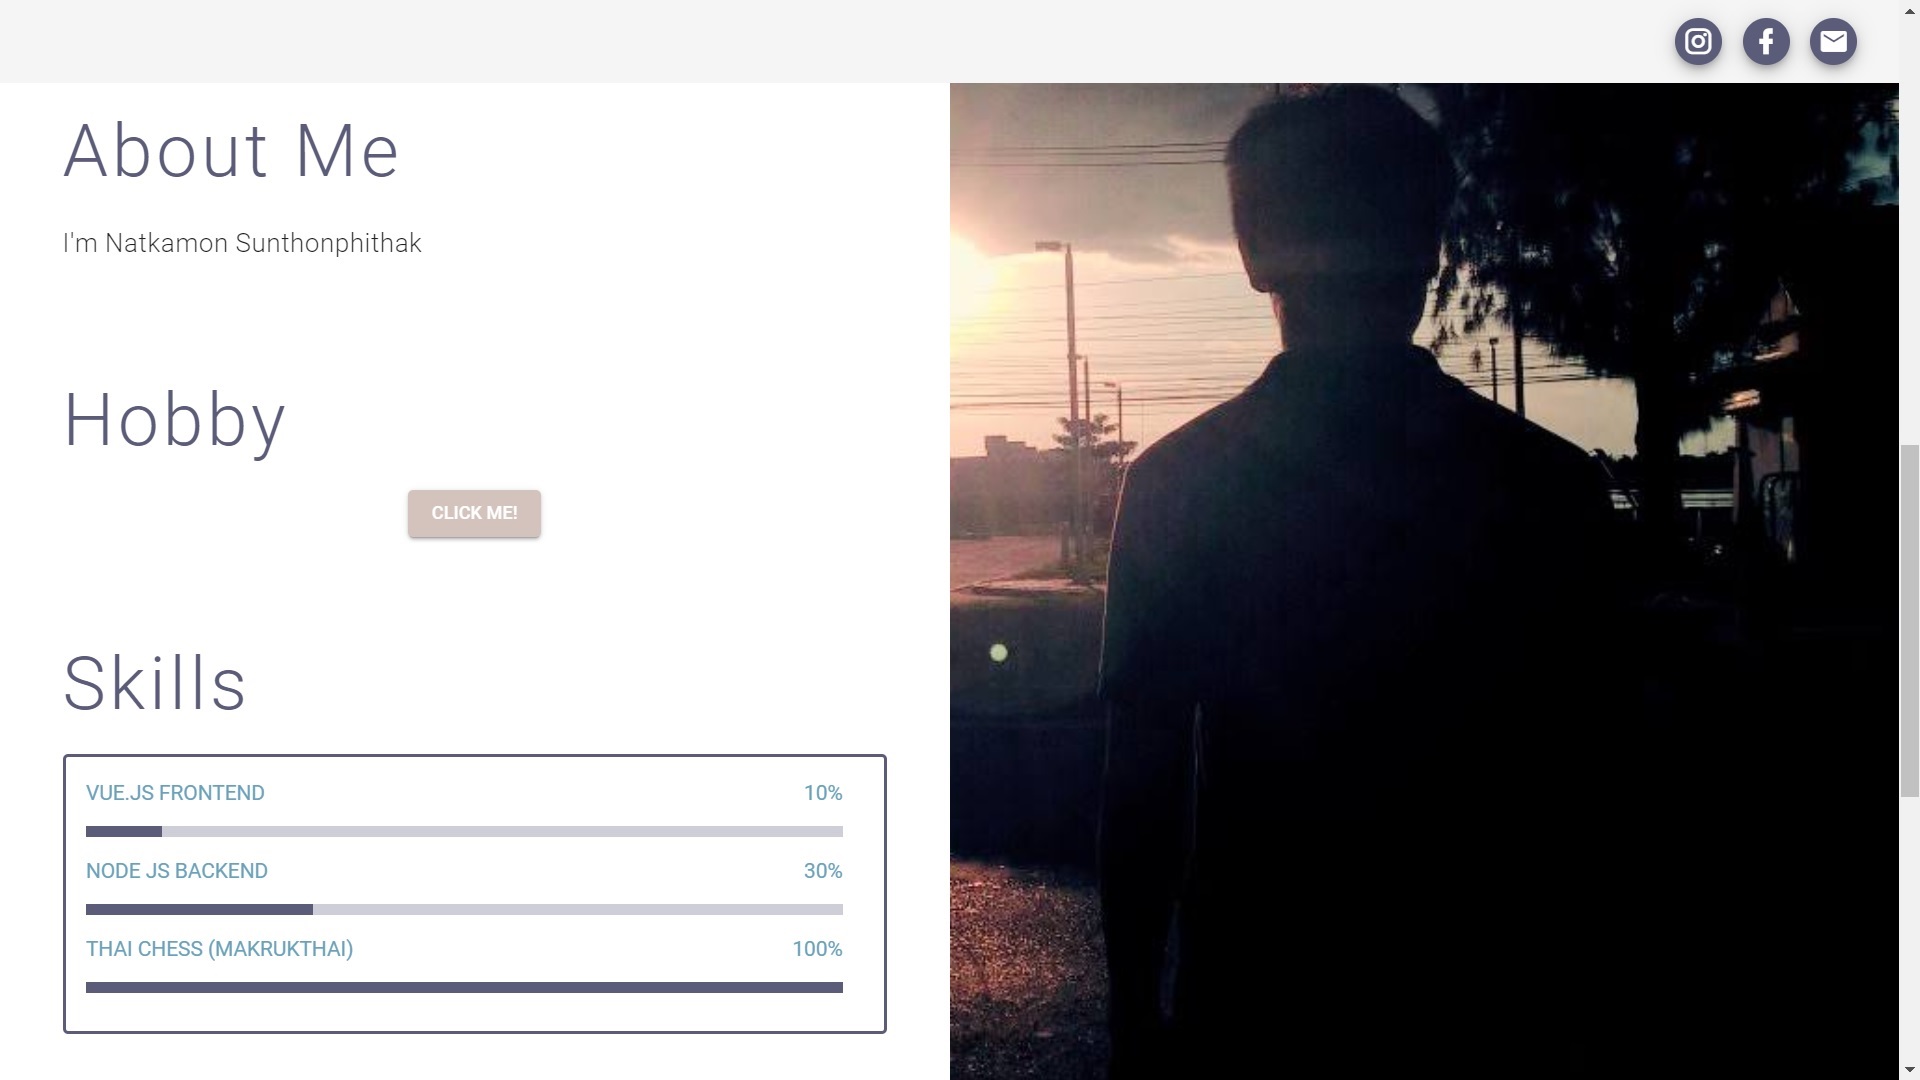 About Me
I'm Natkamon Sunthonphithak
Hobby
CLICK ME!
Skills
VUE.JS FRONTEND 10%
NODE JS BACKEND 30%
THAI CHESS (MAKRUKTHAI) 100%